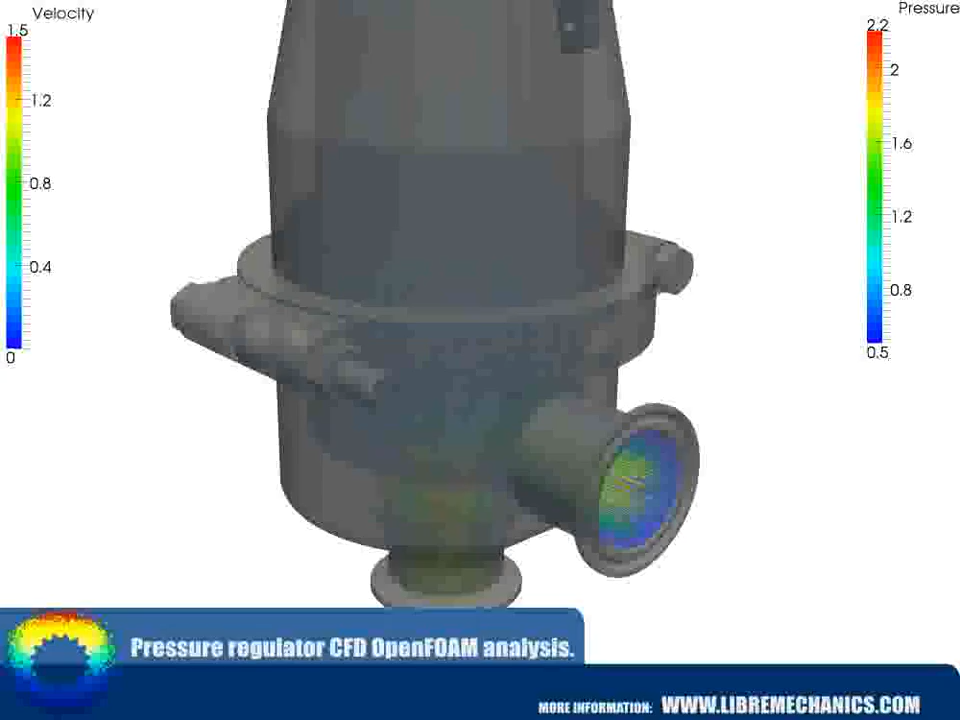 Velocity
1.5
1.2
0.8
0.4
0
Pressure
2.2
2
1.6
1.2
0.8
0.5
Pressure regulator CFD OpenFOAM analysis.
MORE INFORMATION: WWW.LIBREMECHANICS.COM